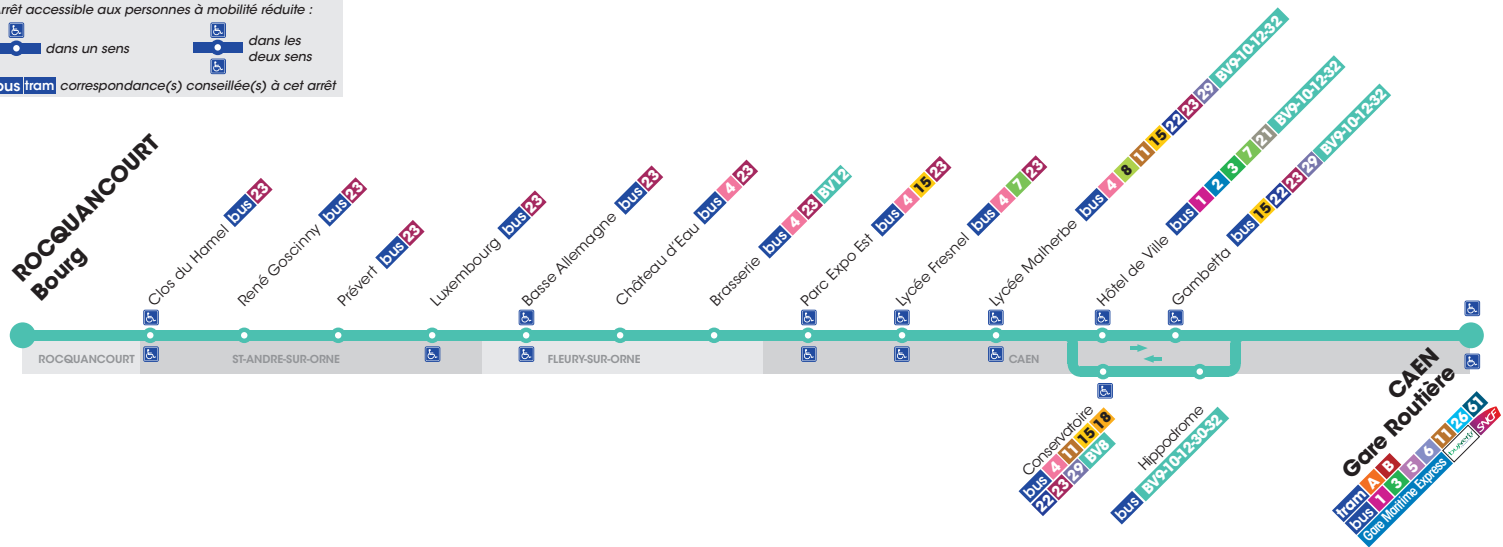 rrêt accessible aux personnes à mobilité réduite :
dans un sens
dans les
deux sens
bus tram correspondance(s) conseillée(s) à cet arrêt
ROCQUANCOURT
Bourg
Clos du Hamel bus 23
René Goscinny bus 23
Prévert bus 23
Luxembourg bus 23
Basse Allemagne bus 23
Château d'Eau bus 4 23
Brasserie bus 4 23 BV12
Parc Expo Est bus 4 15 23
Lycée Fresnel bus 4 7 23
Lycée Malherbe bus 4 8 11 15 22 23 29 BV9-10-12-32
Hôtel de Ville bus 1 2 3 7 21 BV9-10-12-32
Gambetta bus 15 22 23 29 BV9-10-12-32
ROCQUANCOURT
ST-ANDRE-SUR-ORNE
FLEURY-SUR-ORNE
CAEN
Conservatoire
bus 4 11 15 18
22 23 29 BV8
Hippodrome
bus BV9-10-12-30-32
CAEN
Gare Routière
tram A B
bus 1 3 5 6 11 26 61
Gare Maritime Express
SNCF